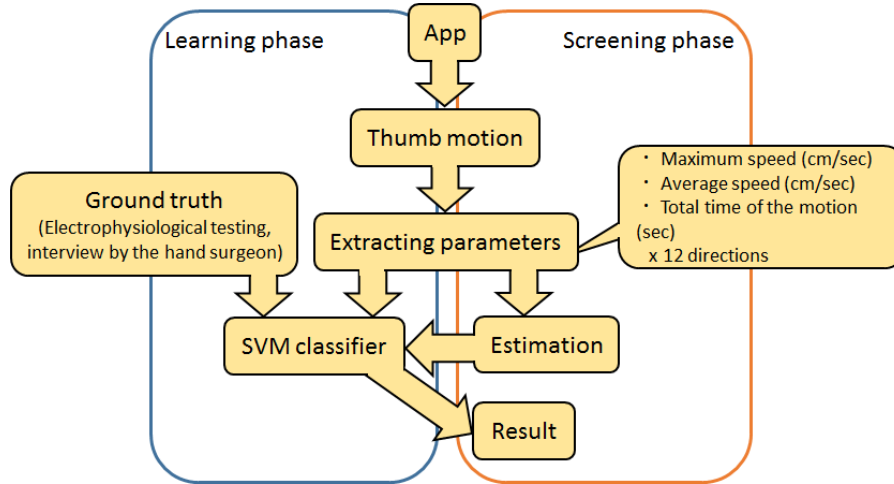 Learning phase
App
Screening phase
Thumb motion
Ground truth
(Electrophysiological testing,
interview by the hand surgeon)
Extracting parameters
・ Maximum speed (cm/sec)
・ Average speed (cm/sec)
・ Total time of the motion
(sec)
x 12 directions
SVM classifier
Estimation
Result